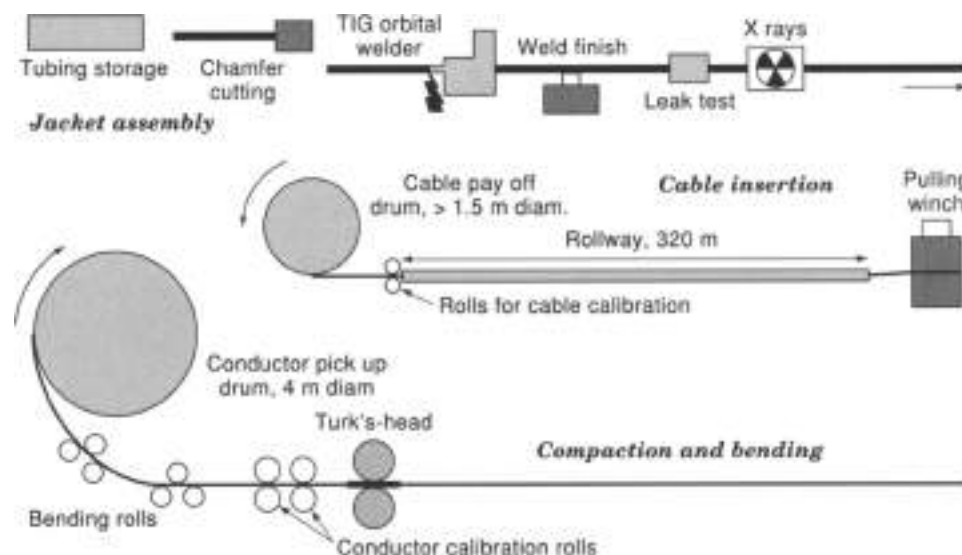 TIG orbital
welder
Weld finish
X rays
Tubing storage
Chamfer
cutting
Leak test
Jacket assembly
Cable pay off
drum, > 1.5 m diam.
Cable insertion
Pulling
winch
Rollway, 320 m
Rolls for cable calibration
Conductor pick up
drum, 4 m diam
Turk's-head
Compaction and bending
Bending rolls
Conductor calibration rolls